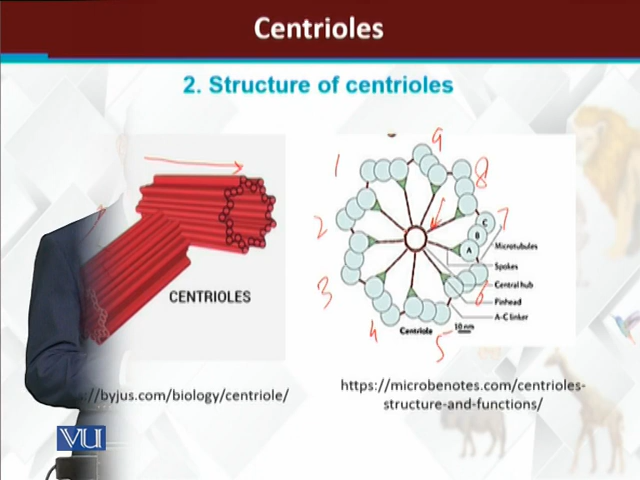 Centrioles
2. Structure of centrioles
1
9
8
2
7
C
B
A
Microtubules
Spokes
CENTRIOLES
Central hub
3
6
Pinhead
A-C linker
4
Centriole
10 nm
5
://byjus.com/biology/centriole/
https://microbenotes.com/centrioles-
structure-and-functions/
VU